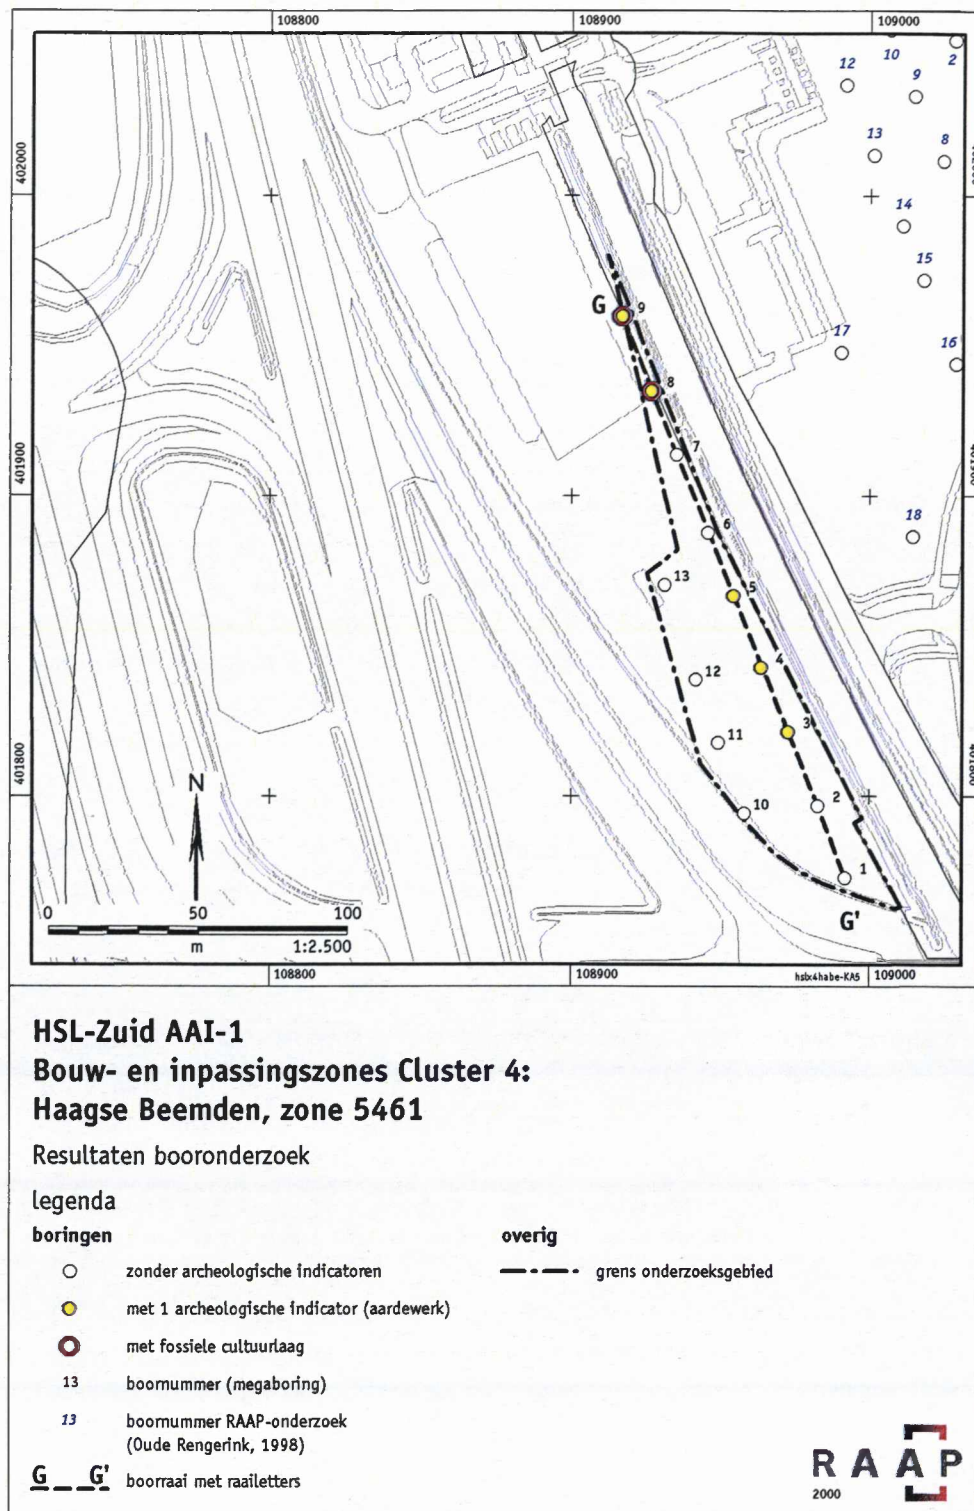 108800
108900
109000
402000
10
2
12
9
13
8
14
15
17
16
G
9
8
7
401900
401900
18
6
13
5
12
4
11
3
401800
401800
N
10
2
1
G'
0
50
100
m
1:2.500
hslx4habe-KA5
108800
108900
109000
HSL-Zuid AAI-1
Bouw- en inpassingszones Cluster 4:
Haagse Beemden, zone 5461
Resultaten booronderzoek
legenda
boringen
zonder archeologische indicatoren
met 1 archeologische indicator (aardewerk)
met fossiele cultuurlaag
13 boornummer (megaboring)
13 boornummer RAAP-onderzoek
(Oude Rengerink, 1998)
G G' boorraai met raailetters
overig
grens onderzoeksgebied
RAAP
2000